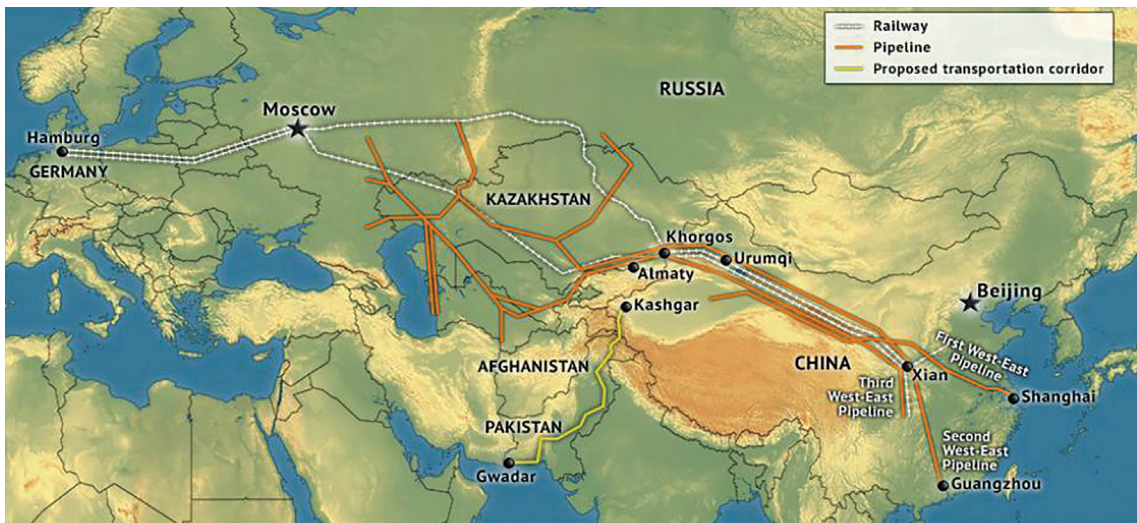 Railway
Pipeline
Proposed transportation corridor
RUSSIA
Moscow
Hamburg
GERMANY
KAZAKHSTAN
Khorgos
Urumqi
Almaty
Kashgar
Beijing
First West-East
Pipeline
AFGHANISTAN
CHINA
Xian
Third
West-East
Pipeline
Shanghai
PAKISTAN
Second
West-East
Pipeline
Gwadar
Guangzhou